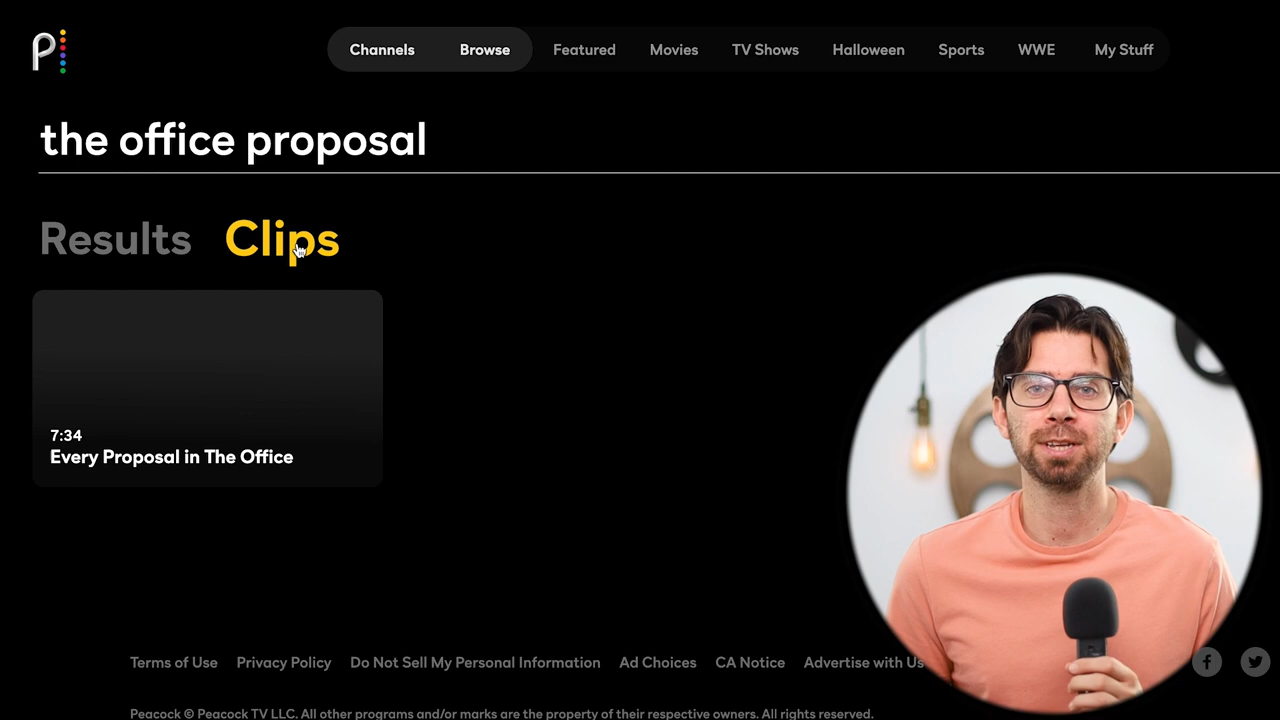 P
Channels Browse Featured Movies TV Shows Halloween Sports WWE My Stuff
the office proposal
Results Clips
7:34
Every Proposal in The Office
Terms of Use Privacy Policy Do Not Sell My Personal Information Ad Choices CA Notice Advertise with Us
Peacock © Peacock TV LLC. All other programs and/or marks are the property of their respective owners. All rights reserved.